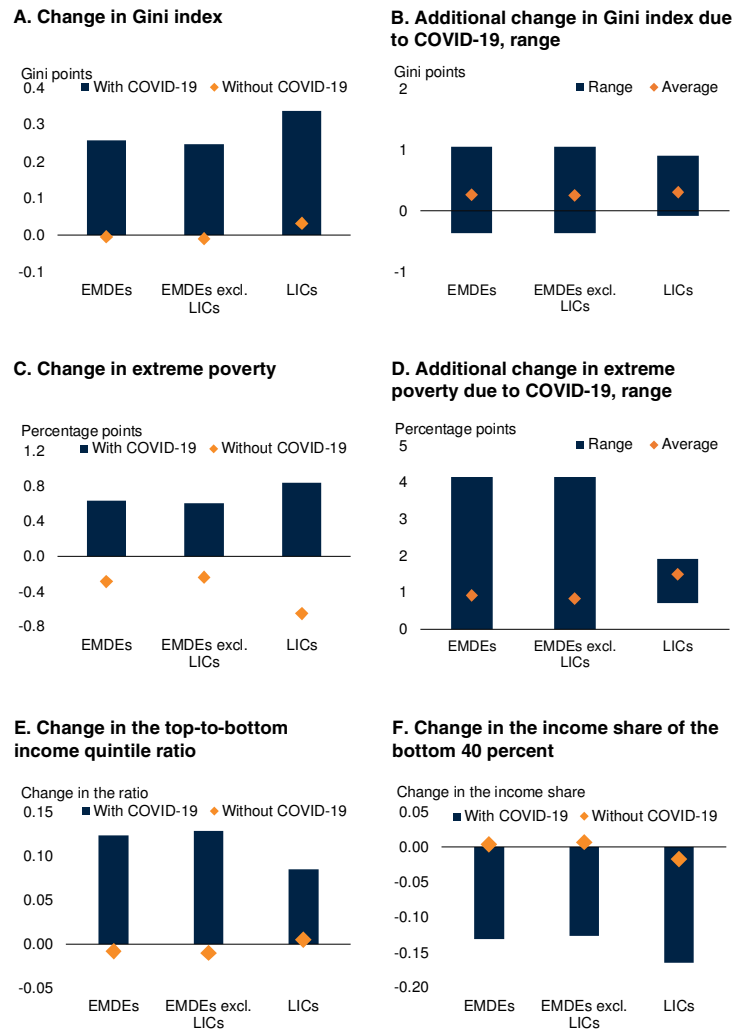 A. Change in Gini index
Gini points
■ With COVID-19 ◆ Without COVID-19
0.4
0.3
0.2
0.1
0.0
-0.1
EMDEs
EMDEs excl.
LICs
LICs
B. Additional change in Gini index due
to COVID-19, range
Gini points
■ Range ◆ Average
2
1
0
-1
EMDEs
EMDEs excl.
LICs
LICs
C. Change in extreme poverty
Percentage points
■ With COVID-19 ◆ Without COVID-19
1.2
0.8
0.4
0.0
-0.4
-0.8
EMDEs
EMDEs excl.
LICs
LICs
D. Additional change in extreme
poverty due to COVID-19, range
Percentage points
■ Range ◆ Average
5
4
3
2
1
0
EMDEs
EMDEs excl.
LICs
LICs
E. Change in the top-to-bottom
income quintile ratio
Change in the ratio
■ With COVID-19 ◆ Without COVID-19
0.15
0.10
0.05
0.00
-0.05
EMDEs
EMDEs excl.
LICs
LICs
F. Change in the income share of the
bottom 40 percent
Change in the income share
■ With COVID-19 ◆ Without COVID-19
0.05
0.00
-0.05
-0.10
-0.15
-0.20
EMDEs
EMDEs excl.
LICs
LICs